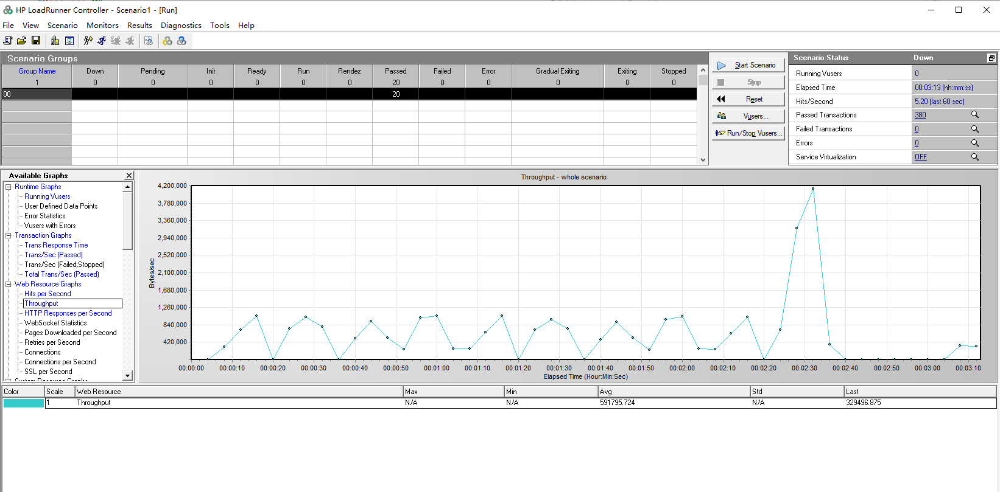 HP LoadRunner Controller - Scenario1 - [Run]
File View Scenario Monitors Results Diagnostics Tools Help
Scenario Groups
Group Name Down Pending Init Ready Run Rendez Passed Failed Error Gradual Exiting Exiting Stopped
1 0 0 0 0 0 0 20 0 0 0 0 0
00 20
Start Scenario
Stop
Reset
Vusers...
Run/Stop Vusers...
Scenario Status Down
Running Vusers 0
Elapsed Time 00:03:13 (hh:mm:ss)
Hits/Second 5.20 (last 60 sec)
Passed Transactions 380
Failed Transactions 0
Errors 0
Service Virtualization OFF
Available Graphs
Runtime Graphs
Running Vusers
User Defined Data Points
Error Statistics
Vusers with Errors
Transaction Graphs
Trans Response Time
Trans/Sec (Passed)
Trans/Sec (Failed,Stopped)
Total Trans/Sec (Passed)
Web Resource Graphs
Hits per Second
Throughput
HTTP Responses per Second
WebSocket Statistics
Pages Downloaded per Second
Retries per Second
Connections
Connections per Second
SSL per Second
Throughput - whole scenario
4,200,000
3,780,000
3,360,000
2,940,000
2,520,000
2,100,000
1,680,000
1,260,000
840,000
420,000
Bytes/sec
00:00:00 00:00:10 00:00:20 00:00:30 00:00:40 00:00:50 00:01:00 00:01:10 00:01:20 00:01:30 00:01:40 00:01:50 00:02:00 00:02:10 00:02:20 00:02:30 00:02:40 00:02:50 00:03:00 00:03:10
Elapsed Time (Hour:Min:Sec)
Color Scale Web Resource Max Min Avg Std Last
1 Throughput N/A N/A 591795.724 N/A 329496.875